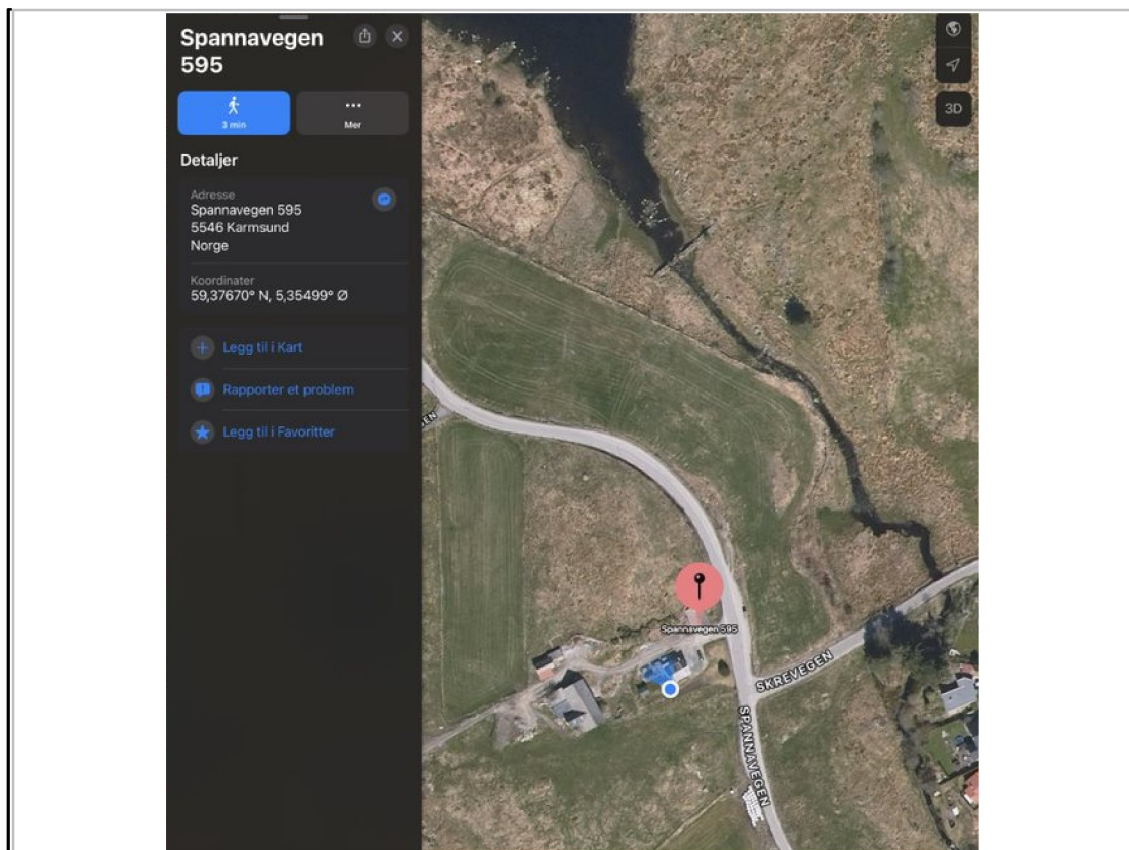 Spannavegen
595
3 min
Mer
Detaljer
Adresse
Spannavegen 595
5546 Karmsund
Norge
Koordinater
59,37670° N, 5,35499° Ø
Legg til i Kart
Rapporter et problem
Legg til i Favoritter
3D
Spannavegen 595
SKREVEGEN
SPANNAVEGEN